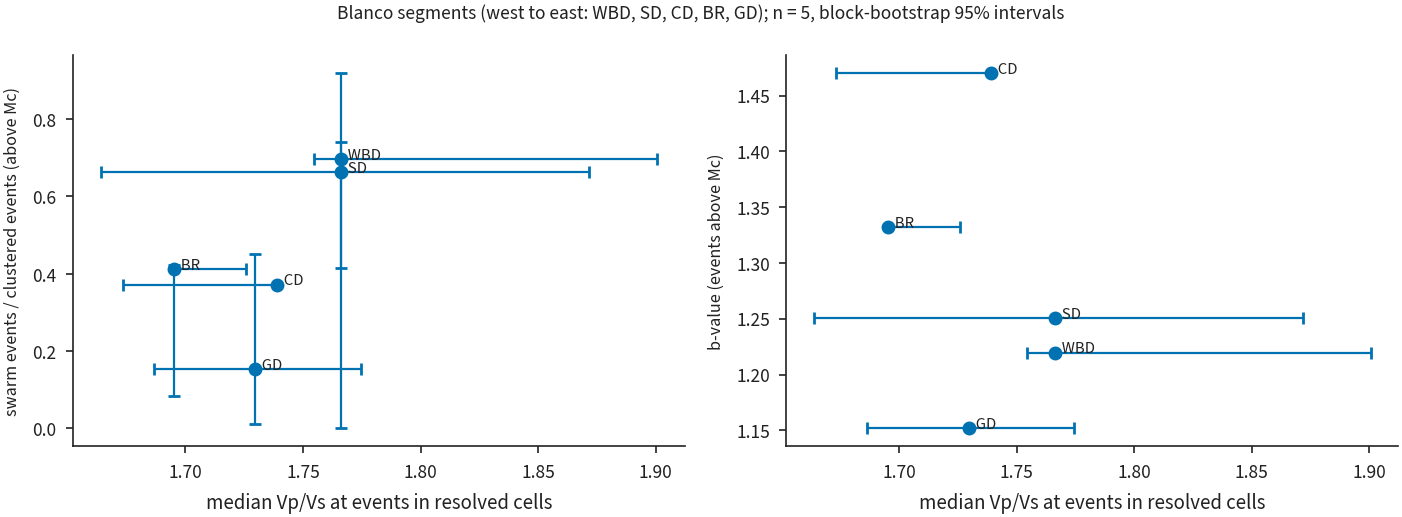 Blanco segments (west to east: WBD, SD, CD, BR, GD); n = 5, block-bootstrap 95% intervals
swarm events / clustered events (above Mc)
0.8
0.6
0.4
0.2
0.0
WBD
SD
BR
CD
GD
1.70
1.75
1.80
1.85
1.90
median Vp/Vs at events in resolved cells
b-value (events above Mc)
1.45
1.40
1.35
1.30
1.25
1.20
1.15
CD
BR
SD
WBD
GD
1.70
1.75
1.80
1.85
1.90
median Vp/Vs at events in resolved cells